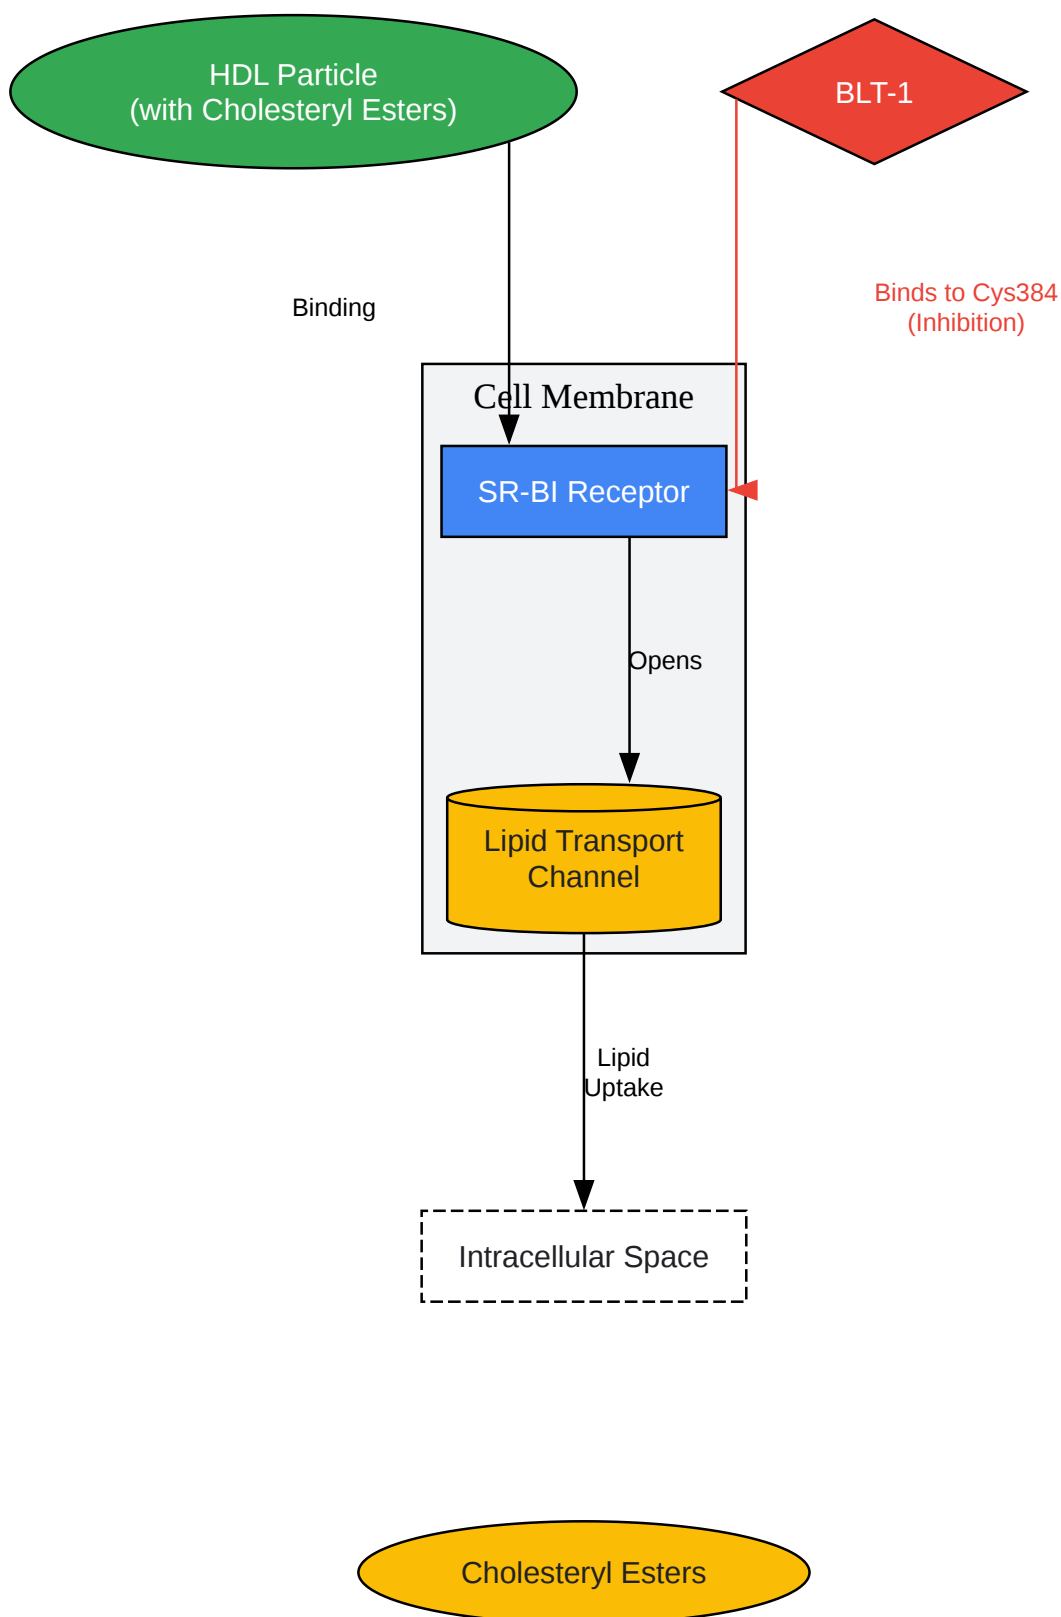 HDL Particle
(with Cholesteryl Esters)
BLT-1
Binding
Binds to Cys384
(Inhibition)
Cell Membrane
SR-BI Receptor
Opens
Lipid Transport
Channel
Lipid
Uptake
Intracellular Space
Cholesteryl Esters